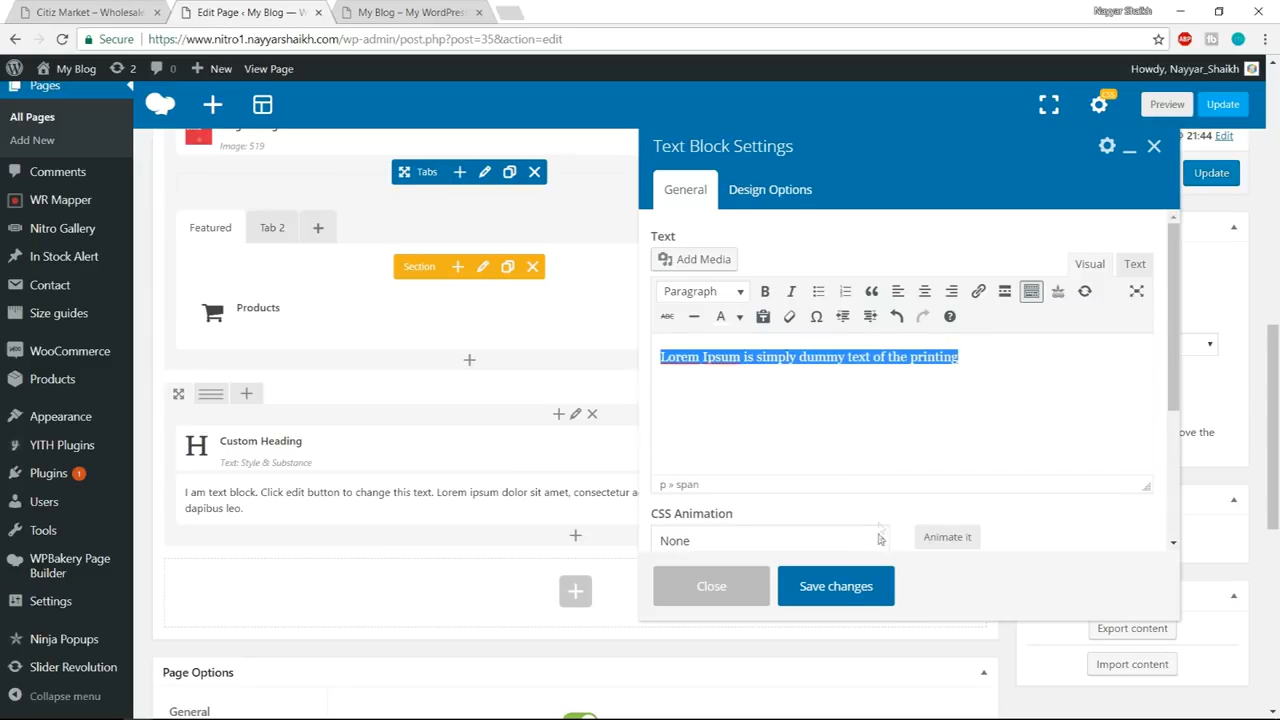 Citiz Market – Wholesale
Edit Page ‹ My Blog — W
My Blog – My WordPres
Nayyar Shaikh
Secure
https://www.nitro1.nayyarshaikh.com/wp-admin/post.php?post=35&action=edit
ABP
My Blog
2
0
New
View Page
Howdy, Nayyar_Shaikh
Pages
All Pages
Add New
Comments
WR Mapper
Nitro Gallery
In Stock Alert
Contact
Size guides
WooCommerce
Products
Appearance
YITH Plugins
Plugins 1
Users
Tools
WPBakery Page
Builder
Settings
Ninja Popups
Slider Revolution
Collapse menu
CSS
Preview
Update
21:44 Edit
Update
Image: 519
Tabs
Featured
Tab 2
Section
Products
Custom Heading
Text: Style & Substance
I am text block. Click edit button to change this text. Lorem ipsum dolor sit amet, consectetur a
dapibus leo.
Page Options
General
Text Block Settings
General
Design Options
Text
Add Media
Visual
Text
Paragraph
B
I
ABC
A
Lorem Ipsum is simply dummy text of the printing
p » span
CSS Animation
None
Animate it
Close
Save changes
ove the
Export content
Import content